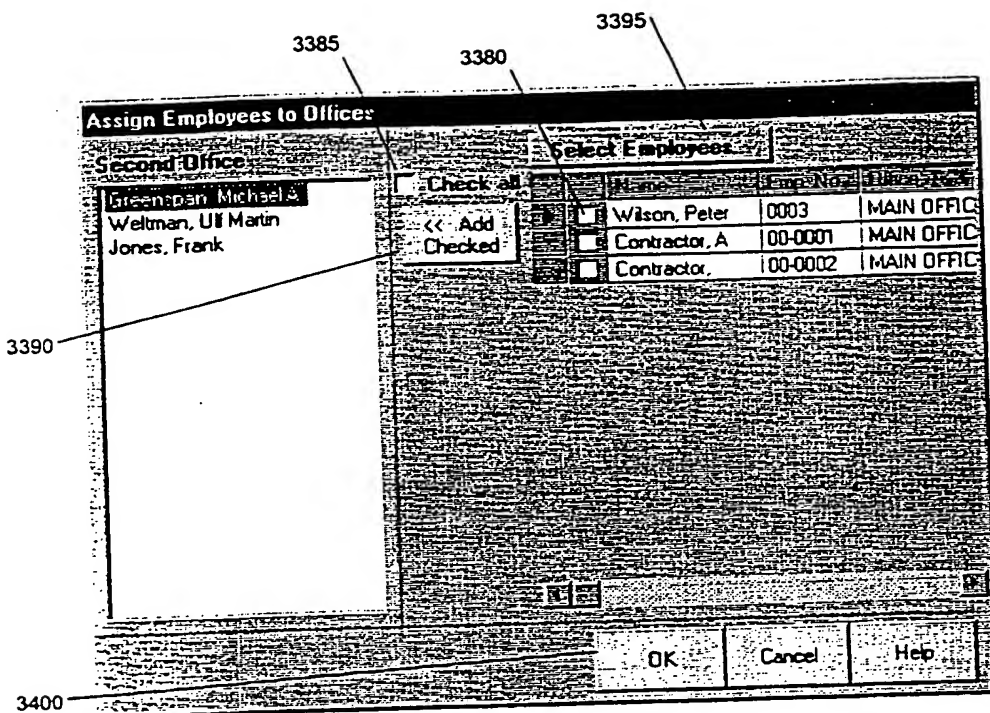 3395
3385
3380
Assign Employees to Offices
Second Office
Select Employees...
Greenspan, Michael A
Weltman, Ulf Martin
Jones, Frank
Check all
<< Add
Checked
Name Emp. No.
Wilson, Peter 0003 MAIN OFFIC
Contractor, A 00-0001 MAIN OFFIC
Contractor, 00-0002 MAIN OFFIC
3390
OK Cancel Help
3400